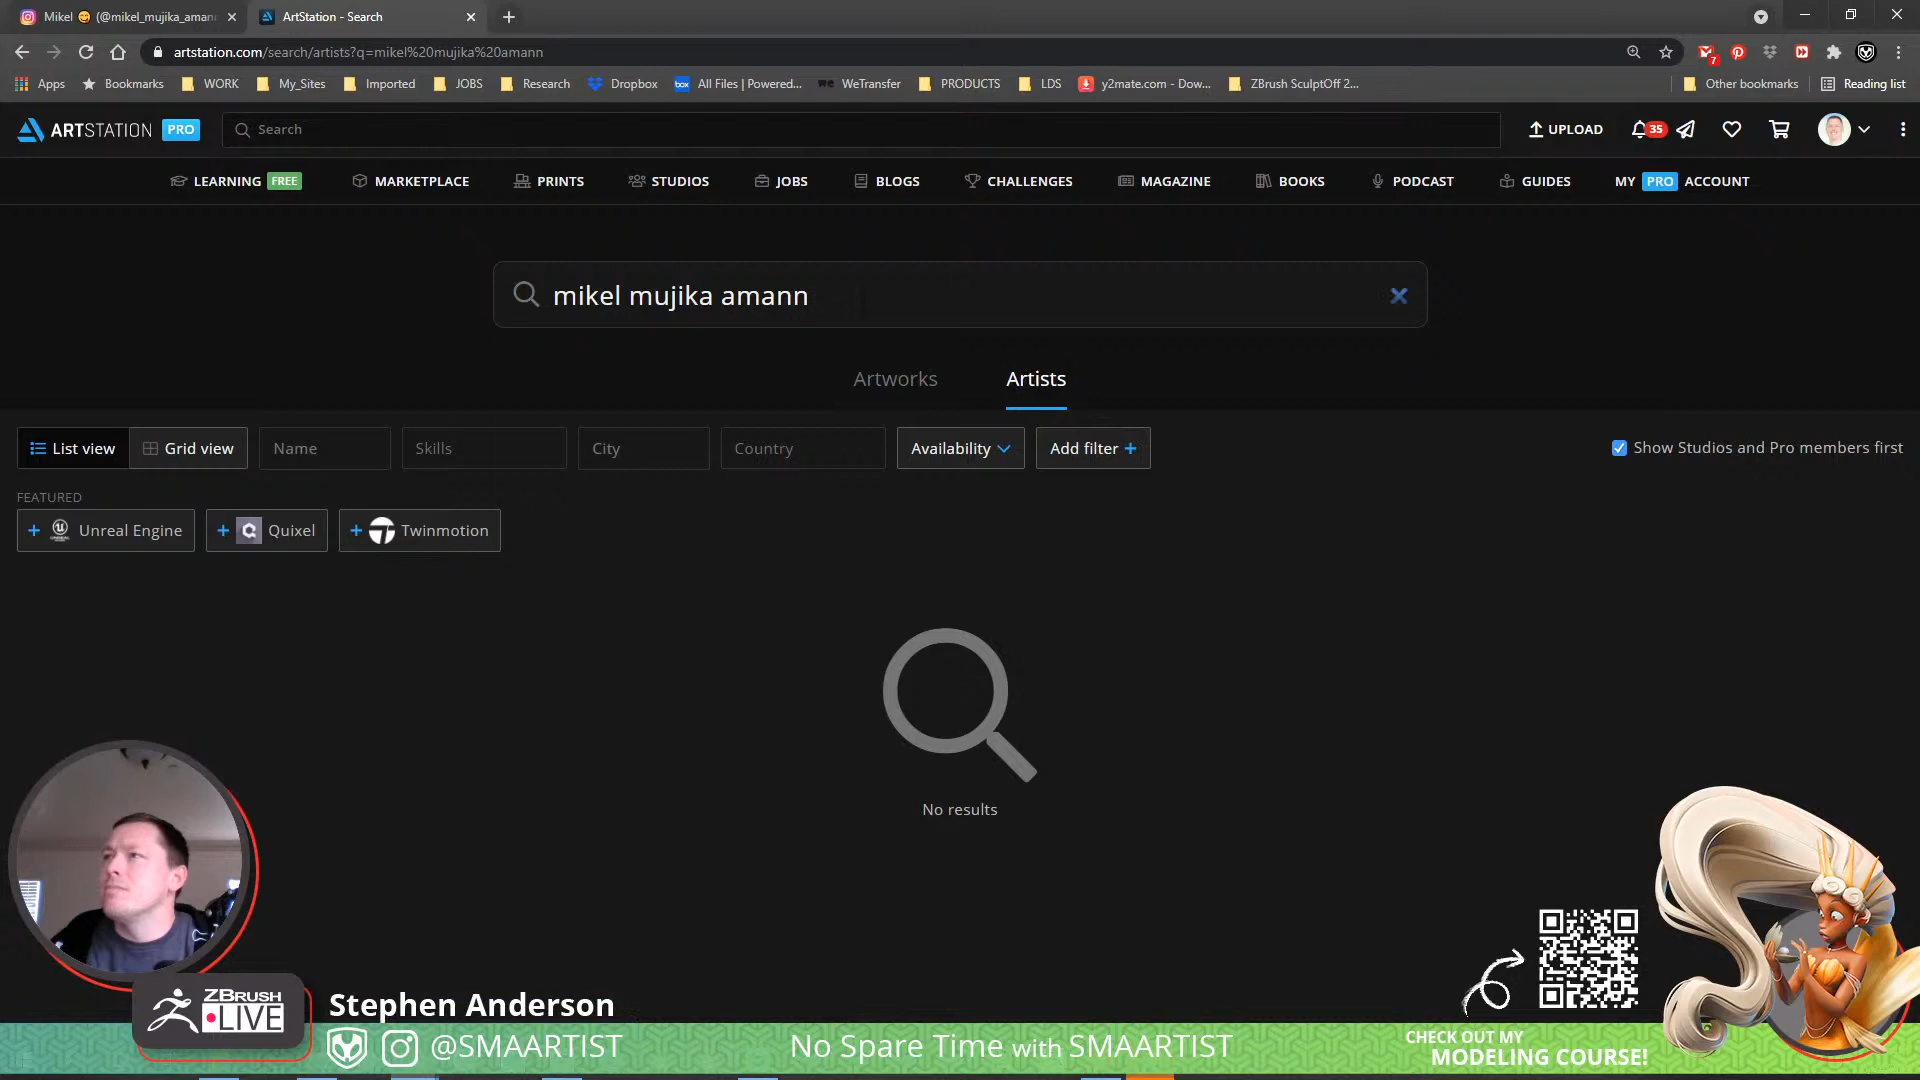 Mikel 😊 (@mikel_mujika_aman
ArtStation - Search
artstation.com/search/artists?q=mikel%20mujika%20amann
7
Apps
Bookmarks
WORK
My_Sites
Imported
JOBS
Research
Dropbox
box
All Files | Powered...
we
WeTransfer
PRODUCTS
LDS
y2mate.com - Dow...
ZBrush SculptOff 2...
Other bookmarks
Reading list
ARTSTATION PRO
Search
UPLOAD
35
LEARNING FREE
MARKETPLACE
PRINTS
STUDIOS
JOBS
BLOGS
CHALLENGES
MAGAZINE
BOOKS
PODCAST
GUIDES
MY PRO ACCOUNT
mikel mujika amann
Artworks
Artists
List view
Grid view
Name
Skills
City
Country
Availability
Add filter +
Show Studios and Pro members first
FEATURED
+ Unreal Engine
+ Quixel
+ Twinmotion
No results
ZBRUSH
LIVE
Stephen Anderson
@SMAARTIST
No Spare Time with SMAARTIST
CHECK OUT MY
MODELING COURSE!